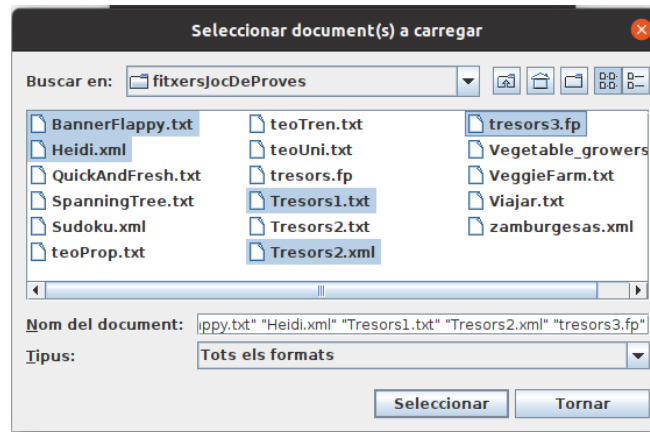 Seleccionar document(s) a carregar
Buscar en: fitxersJocDeProves
BannerFlappy.txt
Heidi.xml
QuickAndFresh.txt
SpanningTree.txt
Sudoku.xml
teoProp.txt
teoTren.txt
teoUni.txt
tresors.fp
Tresors1.txt
Tresors2.txt
Tresors2.xml
tresors3.fp
Vegetable_growers
VeggieFarm.txt
Viajar.txt
zamburgesas.xml
Nom del document: appy.txt" "Heidi.xml" "Tresors1.txt" "Tresors2.xml" "tresors3.fp"
Tipus: Tots els formats
Seleccionar Tornar